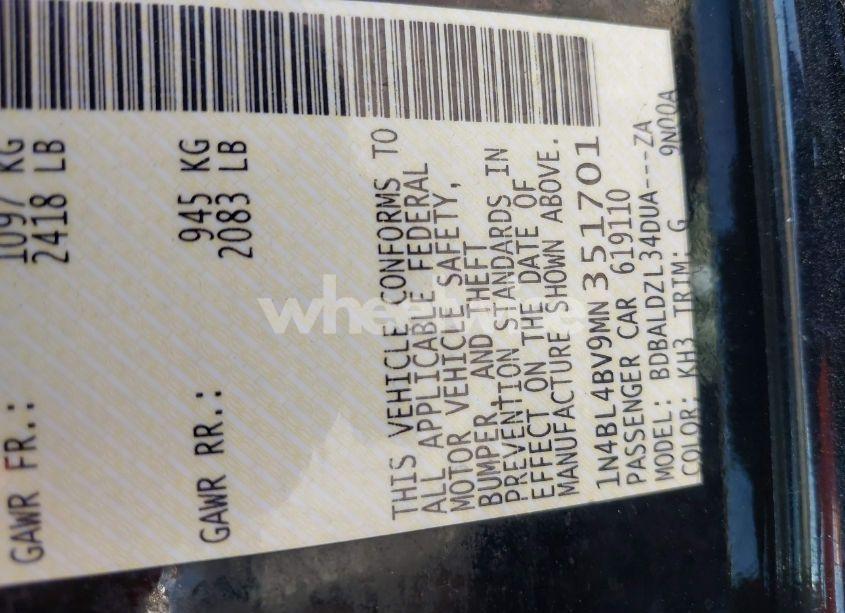 GAWR FR.: 1097 KG
2418 LB
GAWR RR.: 945 KG
2083 LB
THIS VEHICLE CONFORMS TO
ALL APPLICABLE FEDERAL
MOTOR VEHICLE SAFETY,
BUMPER, AND THEFT
PREVENTION STANDARDS IN
EFFECT ON THE DATE OF
MANUFACTURE SHOWN ABOVE.
1N4BL4BV9MN351701
PASSENGER CAR 619110
MODEL: BDBALDZL34DUA---ZA
COLOR: KH3 TRIM: G 9N00A
wheelwise